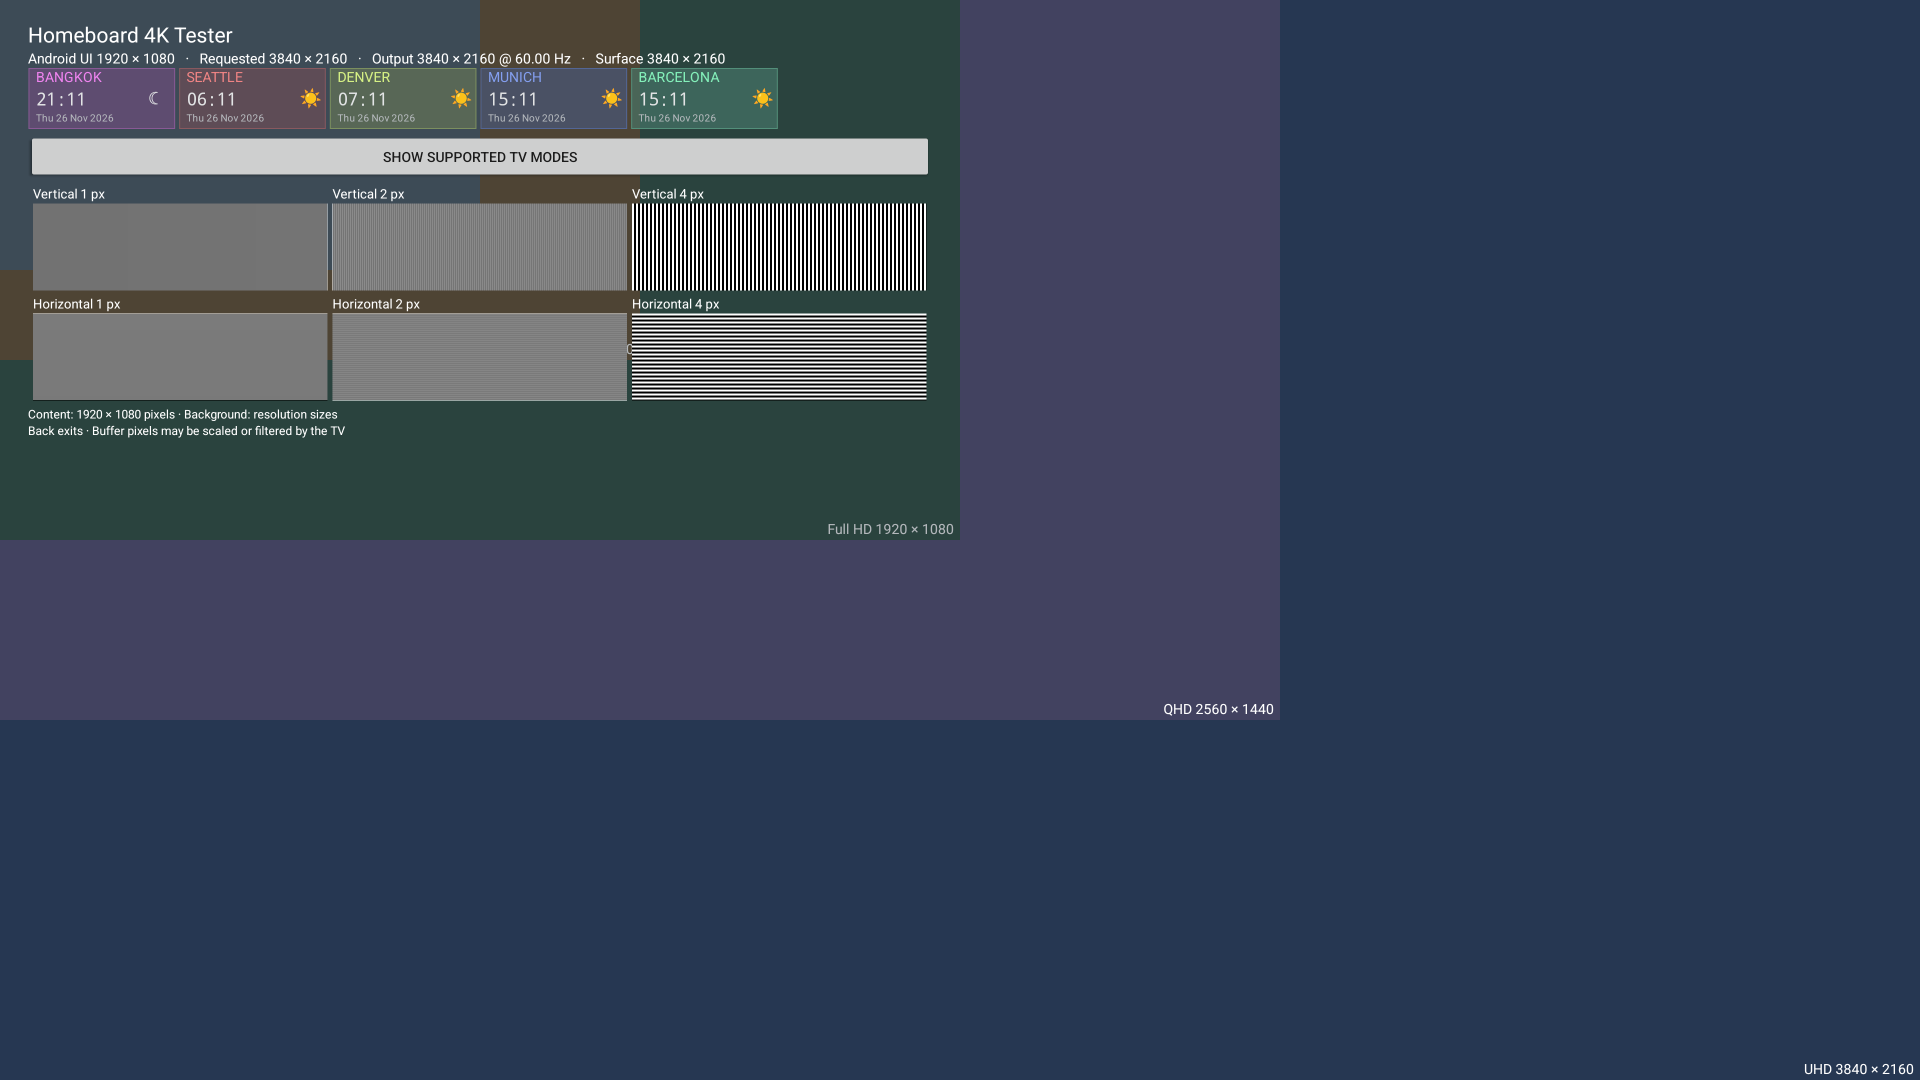 Homeboard 4K Tester
Android UI 1920 × 1080 · Requested 3840 × 2160 · Output 3840 × 2160 @ 60.00 Hz · Surface 3840 × 2160
BANGKOK SEATTLE DENVER MUNICH BARCELONA
21:11 06:11 07:11 15:11 15:11
Thu 26 Nov 2026 Thu 26 Nov 2026 Thu 26 Nov 2026 Thu 26 Nov 2026 Thu 26 Nov 2026
SHOW SUPPORTED TV MODES
Vertical 1 px Vertical 2 px Vertical 4 px
Horizontal 1 px Horizontal 2 px Horizontal 4 px
Content: 1920 × 1080 pixels · Background: resolution sizes
Back exits · Buffer pixels may be scaled or filtered by the TV
Full HD 1920 × 1080
QHD 2560 × 1440
UHD 3840 × 2160